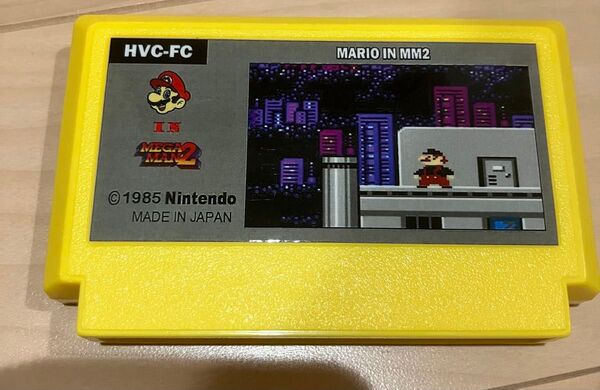 HVC-FC
MARIO IN MM2
IN
MEGA
MAN 2
© 1985 Nintendo
MADE IN JAPAN